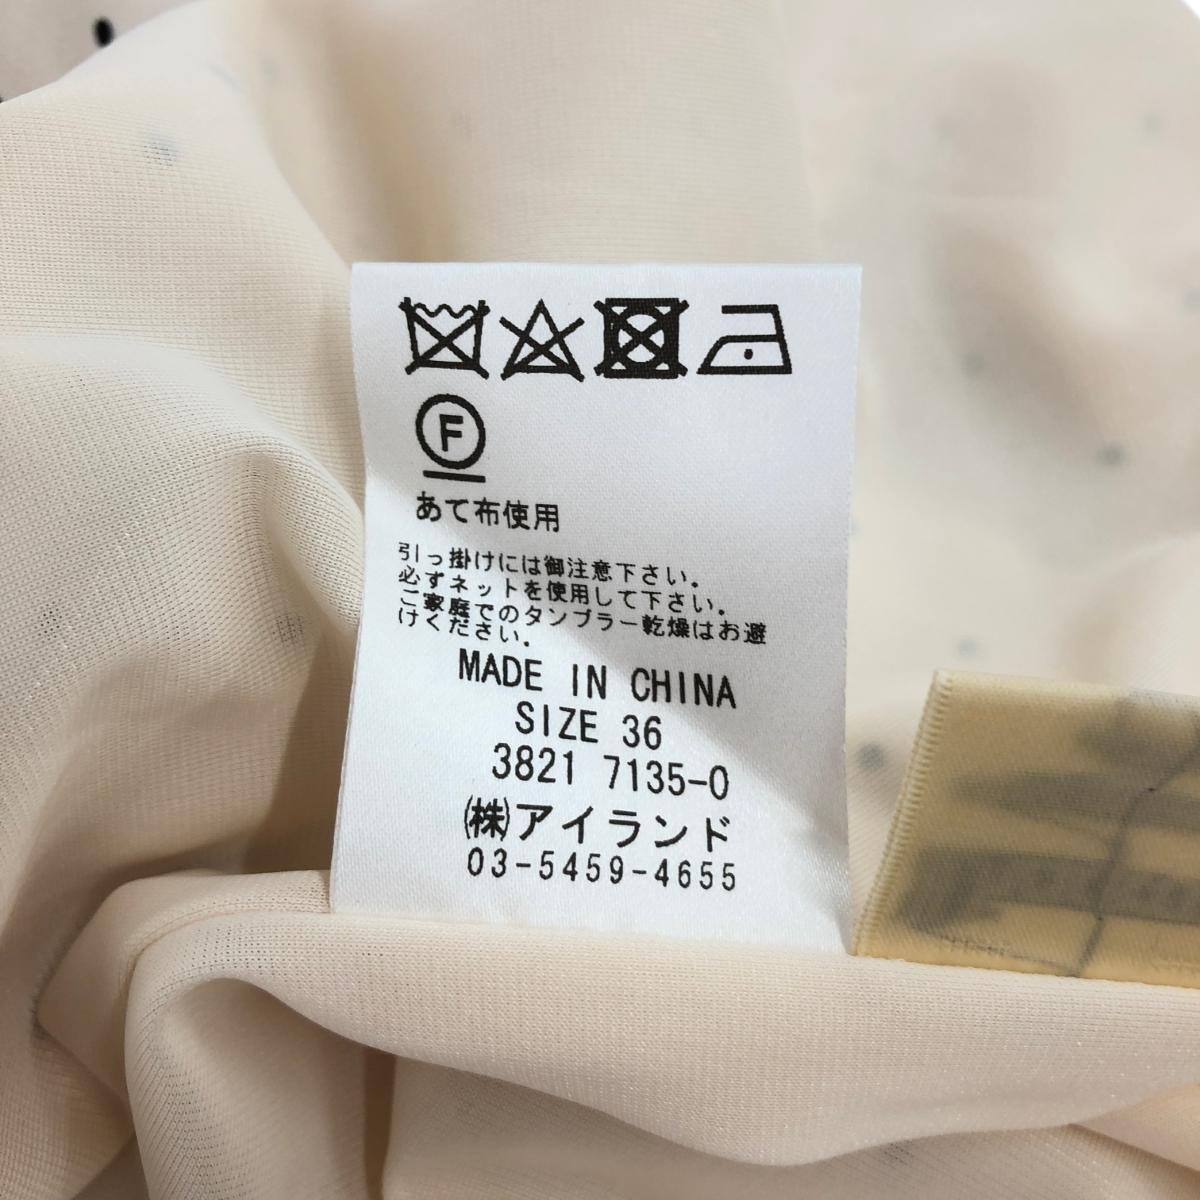 F
あて布使用
引っ掛けには御注意下さい。
必ずネットを使用して下さい。
ご家庭でのタンブラー乾燥はお避
けください。
MADE IN CHINA
SIZE 36
3821 7135-0
㈱アイランド
03-5459-4655